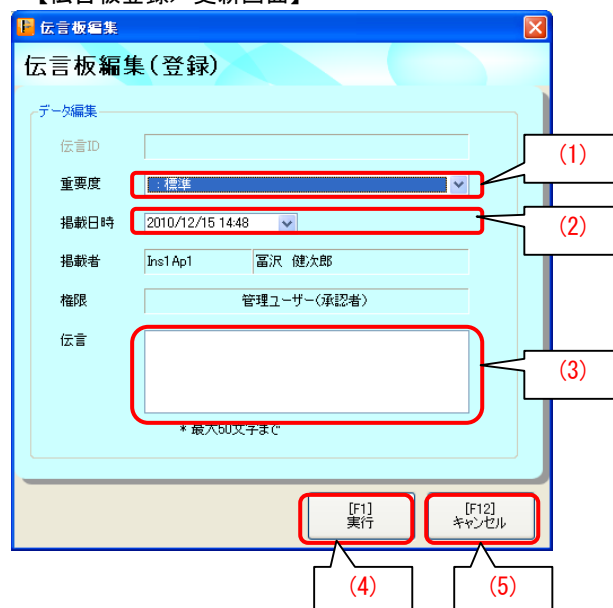 【伝言板登録／更新画面】
伝言板編集
伝言板編集(登録)
データ編集
伝言ID
(1)
重要度
：標準
掲載日時
2010/12/15 14:48
(2)
掲載者
Ins1Ap1
冨沢 健次郎
権限
管理ユーザー(承認者)
伝言
(3)
* 最大50文字まで
[F1]
実行
[F12]
キャンセル
(4)
(5)